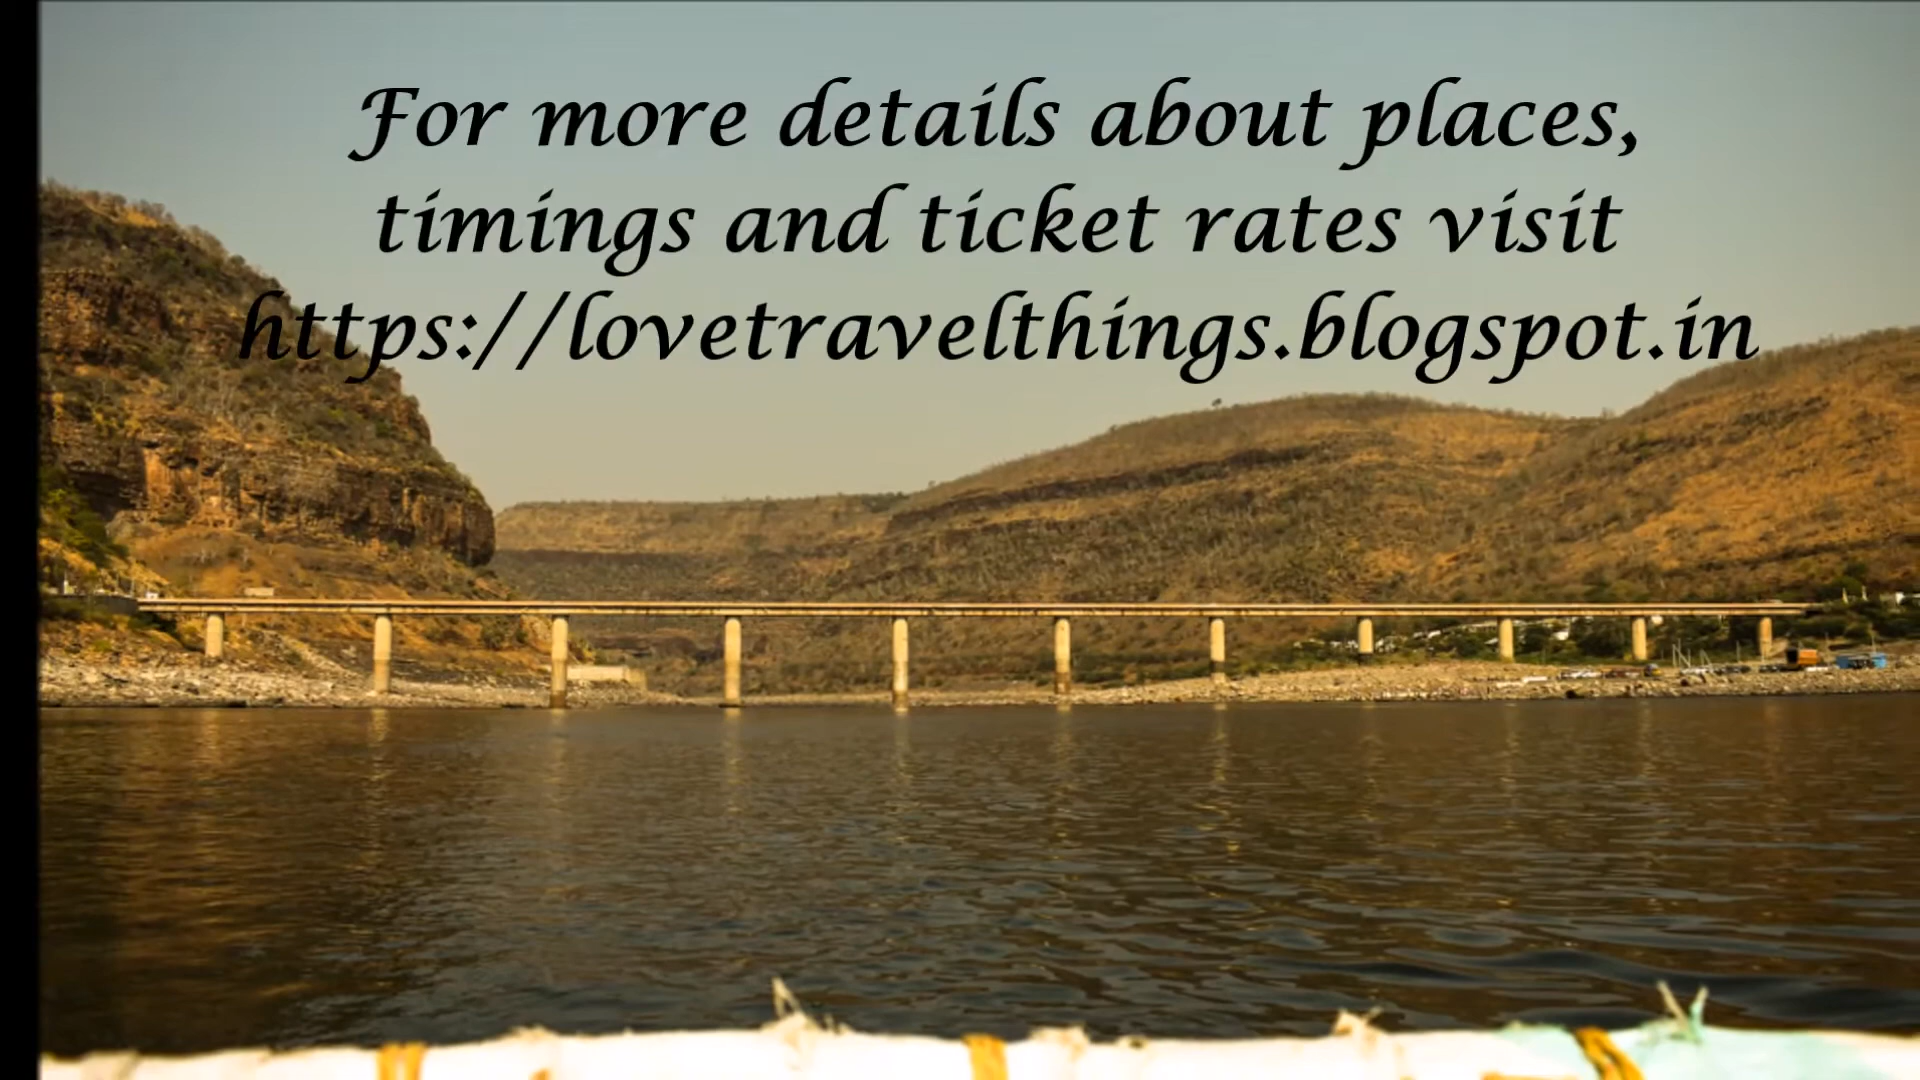 For more details about places,
timings and ticket rates visit
https://lovetravelthings.blogspot.in